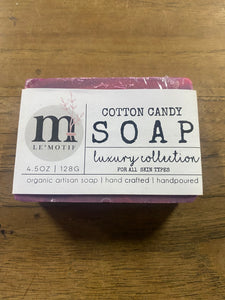 m
LE'MOTIF
4.5OZ | 128G
COTTON CANDY
SOAP
luxury collection
FOR ALL SKIN TYPES
organic artisan soap | hand crafted | handpoured